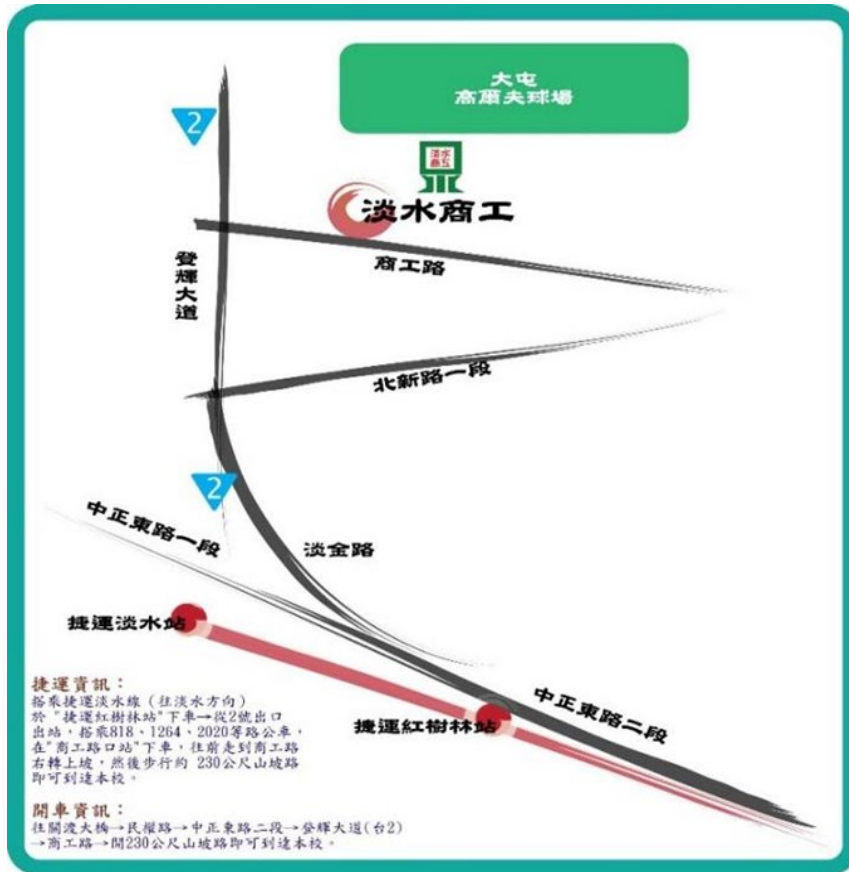 大屯
高爾夫球場
2
淡水
商工
淡水商工
商工路
登輝大道
北新路一段
2
中正東路一段
淡金路
捷運淡水站
中正東路二段
捷運紅樹林站
捷運資訊：
搭乘捷運淡水線（往淡水方向）
於"捷運紅樹林站"下車→從2號出口
出站，搭乘818、1264、2020等路公車，
在"商工路口站"下車，往前走到商工路
右轉上坡，然後步行約 230公尺山坡路
即可到達本校。
開車資訊：
往關渡大橋→民權路→中正東路二段→登輝大道(台2)
→商工路→開230公尺山坡路即可到達本校。